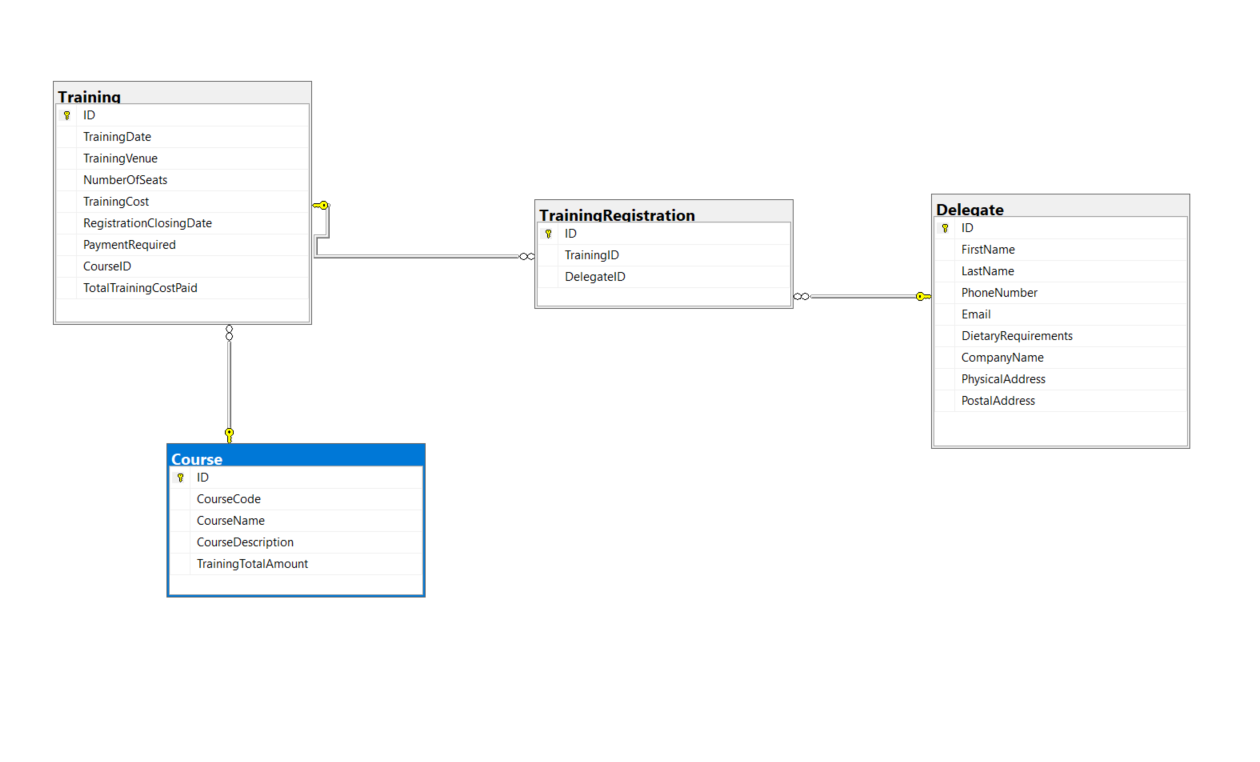 Training
ID
TrainingDate
TrainingVenue
NumberOfSeats
TrainingCost
RegistrationClosingDate
PaymentRequired
CourseID
TotalTrainingCostPaid
TrainingRegistration
ID
TrainingID
DelegateID
Delegate
ID
FirstName
LastName
PhoneNumber
Email
DietaryRequirements
CompanyName
PhysicalAddress
PostalAddress
Course
ID
CourseCode
CourseName
CourseDescription
TrainingTotalAmount